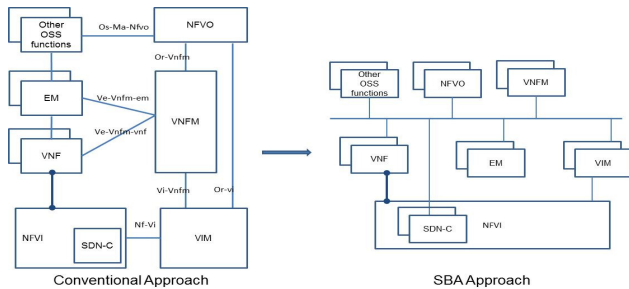 Other
OSS
functions
Os-Ma-Nfvo
NFVO
Or-Vnfm
EM
Ve-Vnfm-em
VNFM
Ve-Vnfm-vnf
VNF
Vi-Vnfm
Or-vi
NFVI
SDN-C
Nf-Vi
VIM
Conventional Approach
Other
OSS
functions
NFVO
VNFM
VNF
EM
VIM
SDN-C
NFVI
SBA Approach